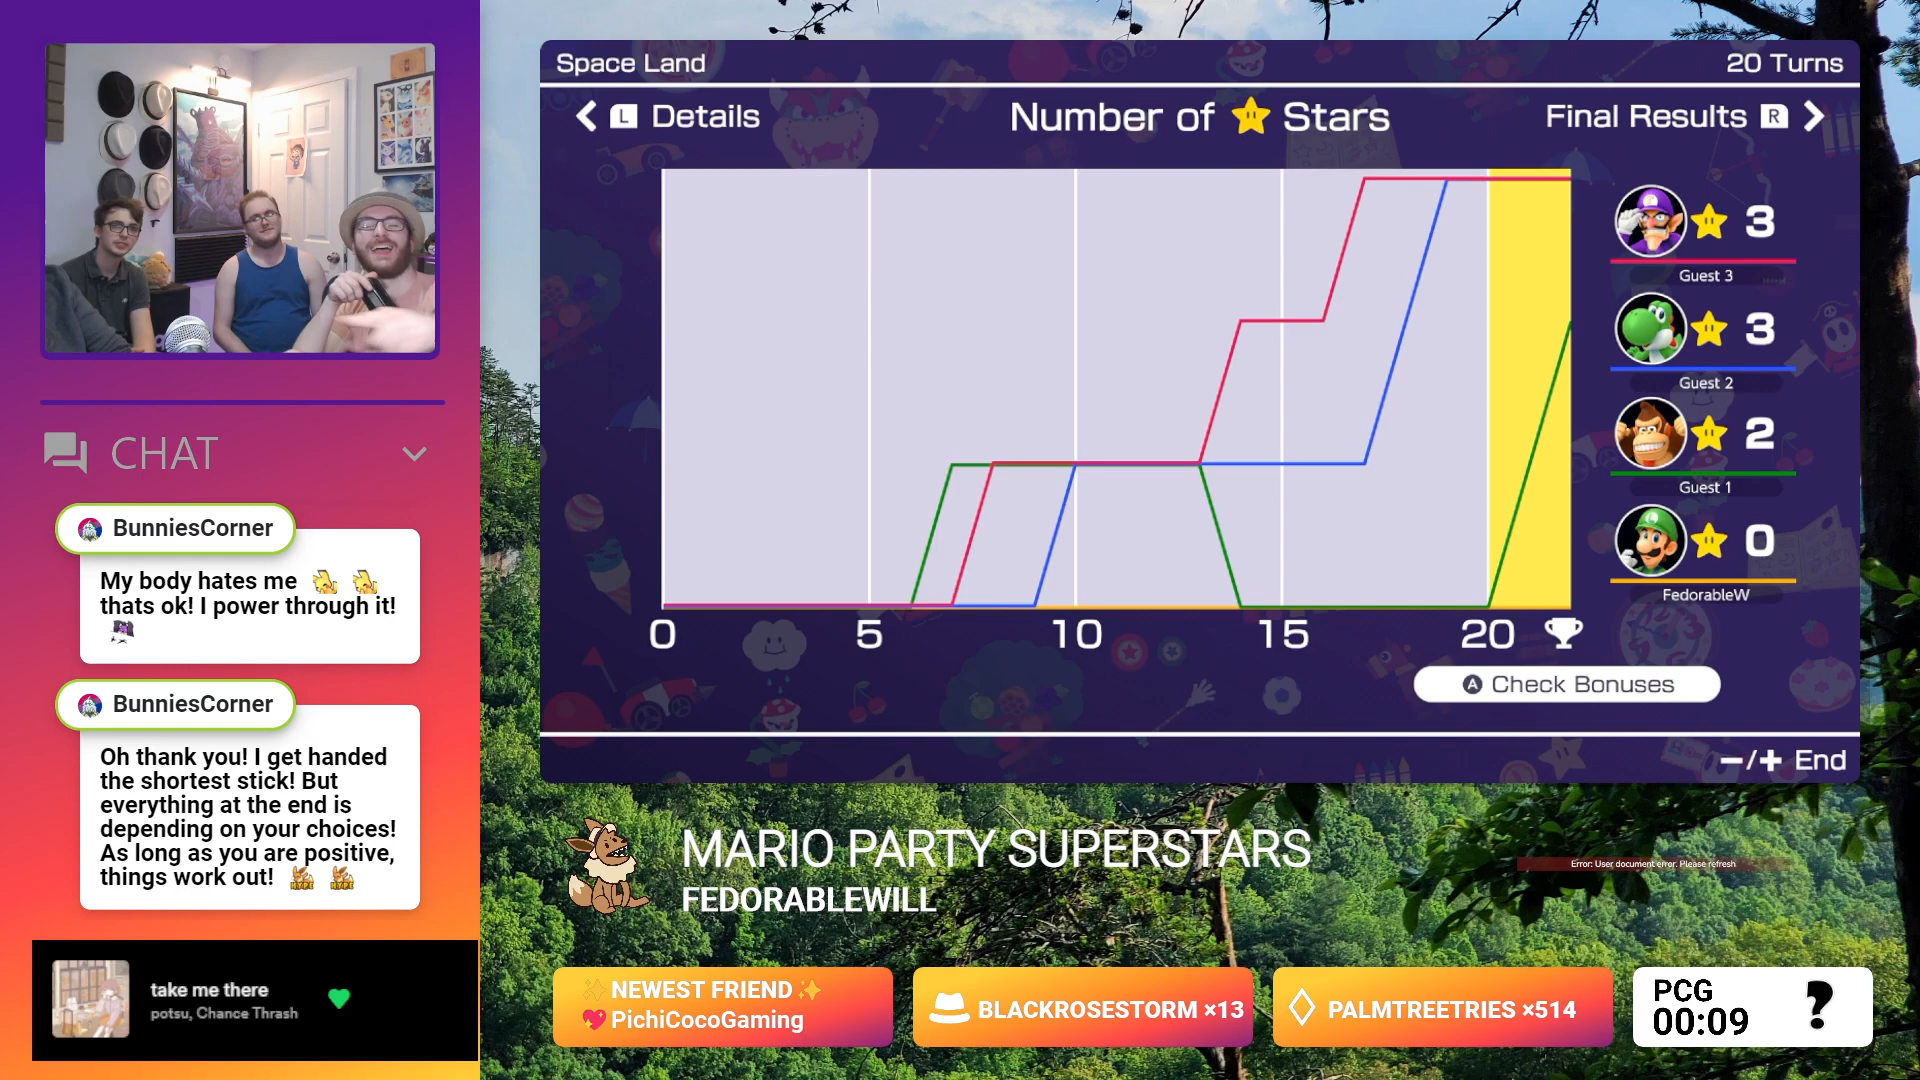 Space Land
20 Turns
L Details
Number of Stars
Final Results R
3
Guest 3
3
Guest 2
2
Guest 1
0
FedorableW
0 5 10 15 20
A Check Bonuses
−/+ End
CHAT
BunniesCorner
My body hates me
thats ok! I power through it!
BunniesCorner
Oh thank you! I get handed
the shortest stick! But
everything at the end is
depending on your choices!
As long as you are positive,
things work out!
HYPE HYPE
take me there
potsu, Chance Thrash
MARIO PARTY SUPERSTARS
FEDORABLEWILL
Error: User document error. Please refresh
NEWEST FRIEND
PichiCocoGaming
BLACKROSESTORM ×13
PALMTREETRIES ×514
PCG
00:09
?